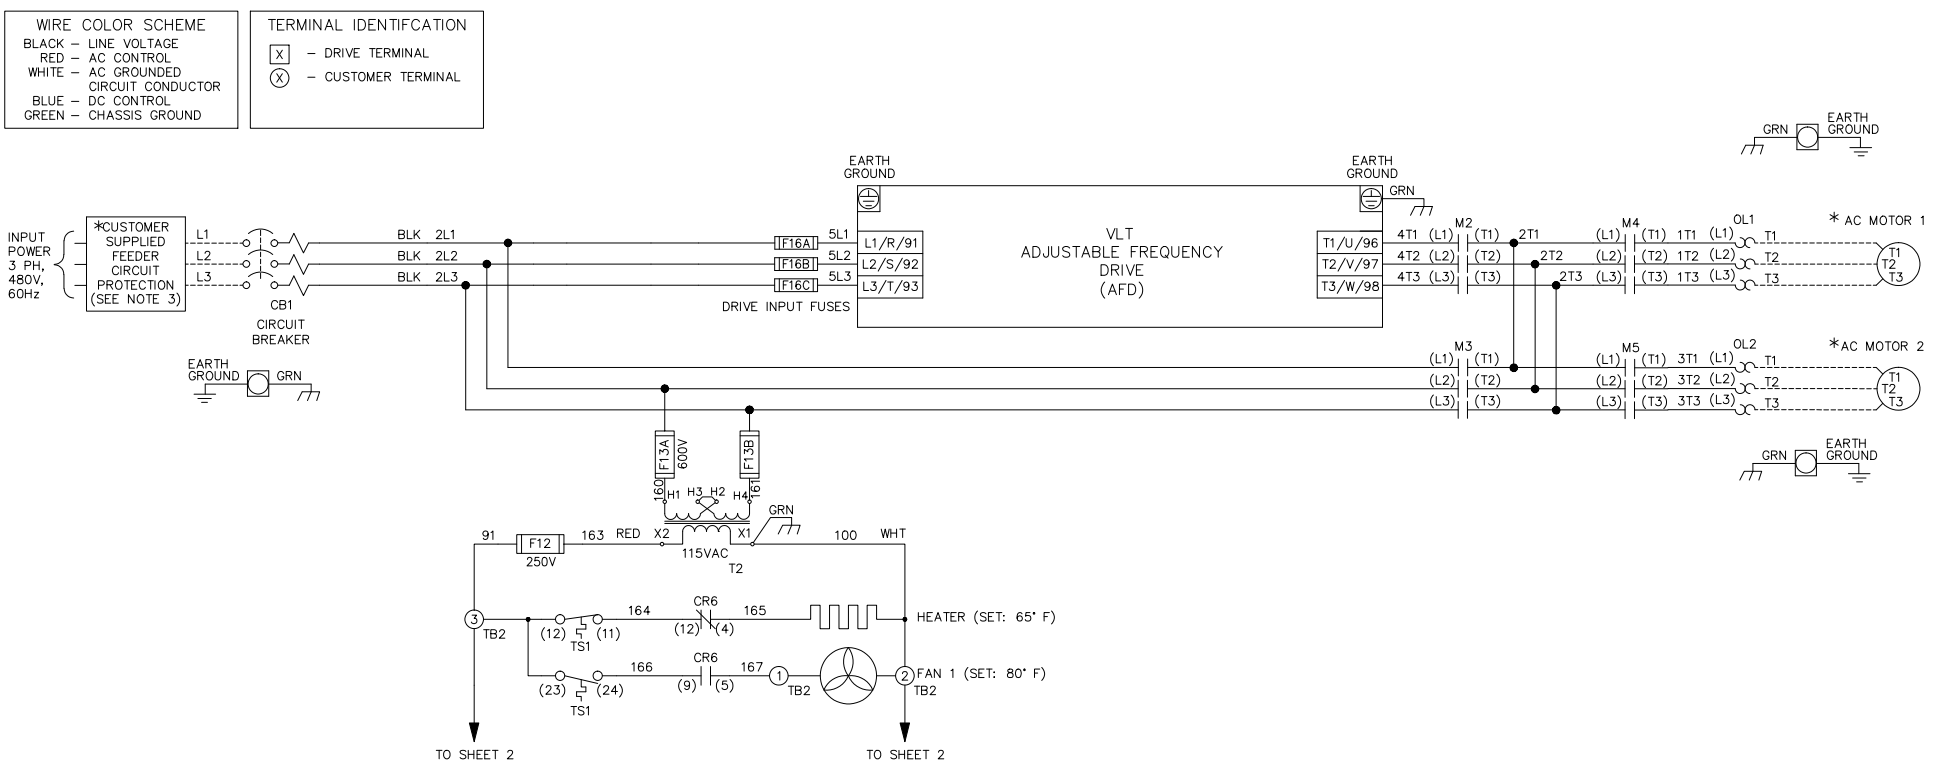 WIRE COLOR SCHEME
BLACK – LINE VOLTAGE
RED – AC CONTROL
WHITE – AC GROUNDED
CIRCUIT CONDUCTOR
BLUE – DC CONTROL
GREEN – CHASSIS GROUND
TERMINAL IDENTIFCATION
X – DRIVE TERMINAL
X – CUSTOMER TERMINAL
INPUT
POWER
3 PH,
480V,
60Hz
*CUSTOMER
SUPPLIED
FEEDER
CIRCUIT
PROTECTION
(SEE NOTE 3)
L1
L2
L3
CB1
CIRCUIT
BREAKER
EARTH
GROUND
GRN
BLK 2L1
BLK 2L2
BLK 2L3
F16A
F16B
F16C
5L1
5L2
5L3
DRIVE INPUT FUSES
EARTH
GROUND
L1/R/91
L2/S/92
L3/T/93
VLT
ADJUSTABLE FREQUENCY
DRIVE
(AFD)
EARTH
GROUND
GRN
T1/U/96
T2/V/97
T3/W/98
M2
4T1 (L1) (T1) 2T1
4T2 (L2) (T2) 2T2
4T3 (L3) (T3) 2T3
M4
(L1) (T1) 1T1 (L1)
(L2) (T2) 1T2 (L2)
(L3) (T3) 1T3 (L3)
OL1
T1
T2
T3
* AC MOTOR 1
T1
T2
T3
GRN
EARTH
GROUND
M3
(L1) (T1)
(L2) (T2)
(L3) (T3)
M5
(L1) (T1) 3T1 (L1)
(L2) (T2) 3T2 (L2)
(L3) (T3) 3T3 (L3)
OL2
T1
T2
T3
*AC MOTOR 2
T1
T2
T3
GRN
EARTH
GROUND
F13A
600V
F13B
160
161
H1 H3 H2 H4
GRN
91
F12
250V
163 RED X2
X1
115VAC
T2
100 WHT
3
TB2
(12) (11)
TS1
164
CR6
(12) (4)
165
HEATER (SET: 65° F)
(23) (24)
TS1
166
CR6
(9) (5)
167
1
TB2
2
TB2
FAN 1 (SET: 80° F)
TO SHEET 2
TO SHEET 2